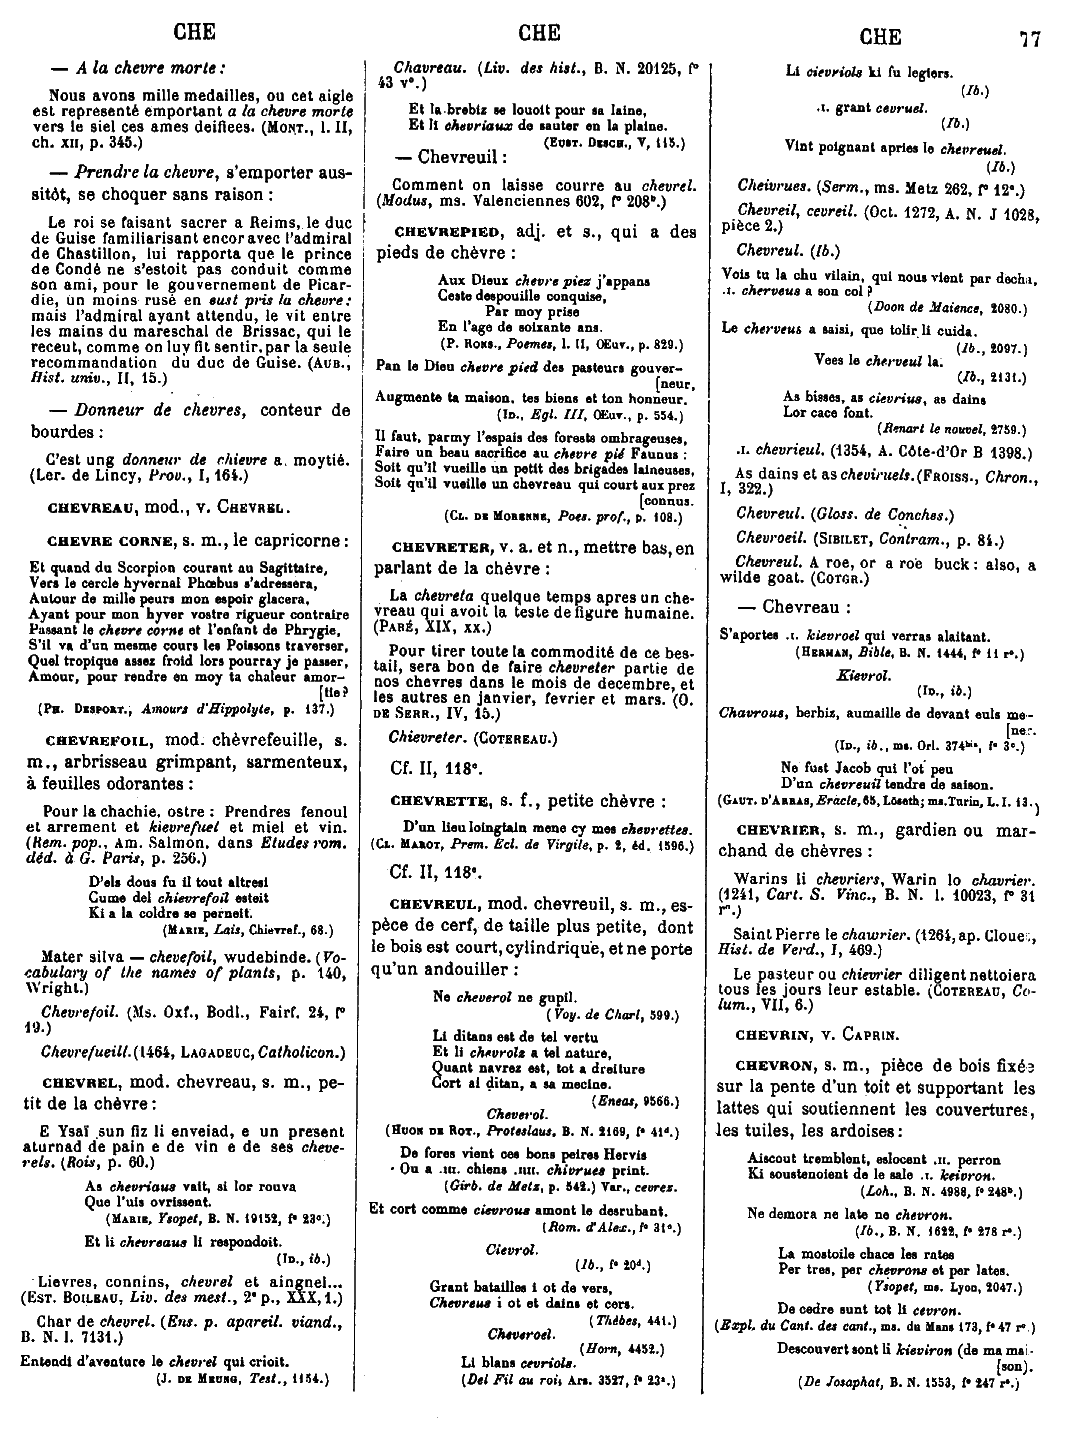 CHE
CHE
CHE 77
— A la chevre morte :
Nous avons mille medailles, ou cet aigle
est representé emportant a la chevre morte
vers le siel ces ames deifiees. (MONT., l. II,
ch. XII, p. 345.)
— Prendre la chevre, s'emporter aus-
sitôt, se choquer sans raison :
Le roi se faisant sacrer a Reims, le duc
de Guise familiarisant encor avec l'admiral
de Chastillon, lui rapporta que le prince
de Condé ne s'estoit pas conduit comme
son ami, pour le gouvernement de Picar-
die, un moins rusé en eust pris la chevre :
mais l'admiral ayant attendu, le vit entre
les mains du mareschal de Brissac, qui le
receut, comme on luy fit sentir, par la seule
recommandation du duc de Guise. (AUB.,
Hist. univ., II, 15.)
— Donneur de chevres, conteur de
bourdes :
C'est ung donneur de chievre a moytié.
(Ler. de Lincy, Prov., I, 164.)
CHEVREAU, mod., v. CHEVREL.
CHEVRE CORNE, s. m., le capricorne :
Et quand du Scorpion courant au Sagittaire,
Vers le cercle hyvernal Phœbus s'adressera,
Autour de mille peurs mon espoir glacera,
Ayant pour mon hyver vostre rigueur contraire
Passant le chevre corne et l'enfant de Phrygie,
S'il va d'un mesme cours les Poissons traverser,
Quel tropique assez froid lors pourray je passer,
Amour, pour rendre en moy ta chaleur amor-
[tie ?
(PH. DESPORT., Amours d'Hippolyte, p. 137.)
CHEVREFOIL, mod. chèvrefeuille, s.
m., arbrisseau grimpant, sarmenteux,
à feuilles odorantes :
Pour la chachie, ostre : Prendres fenoul
et arrement et kievrefuel et miel et vin.
(Rem. pop., Am. Salmon, dans Etudes rom.
déd. à G. Paris, p. 256.)
D'els dous fu il tout altresi
Cume del chievrefoil esteit
Ki a la coldre se perneit.
(MARIE, Lais, Chievref., 68.)
Mater silva — chevefoil, wudebinde. (Vo-
cabulary of the names of plants, p. 140,
Wright.)
Chevrefoil. (Ms. Oxf., Bodl., Fairf. 24, f°
19.)
Chevrefueill. (1464, LAGADEUC, Catholicon.)
CHEVREL, mod. chevreau, s. m., pe-
tit de la chèvre :
E Ysaï sun fiz li enveiad, e un present
aturnad de pain e de vin e de ses cheve-
rels. (Rois, p. 60.)
As chevriaus vait, si lor rouva
Que l'uis ovrissent.
(MARIE, Ysopet, B. N. 19152, f° 23ᶜ.)
Et li chevreaus li respondoit.
(ID., ib.)
Lievres, connins, chevrel et aingnel...
(EST. BOILEAU, Liv. des mest., 2ᵉ p., XXX, 1.)
Char de chevrel. (Ens. p. apareil. viand.,
B. N. l. 7131.)
Entendi d'aventure le chevrel qui crioit.
(J. DE MEUNG, Test., 1154.)
Chavreau. (Liv. des hist., B. N. 20125, f°
43 v°.)
Et la brebiz se louoit pour sa laine,
Et li chevriaux de sauter en la plaine.
(EUST. DESCH., V, 115.)
— Chevreuil :
Comment on laisse courre au chevrel.
(Modus, ms. Valenciennes 602, f° 208ᵇ.)
CHEVREPIED, adj. et s., qui a des
pieds de chèvre :
Aux Dieux chevre piez j'appans
Ceste despouille conquise,
Par moy prise
En l'age de soixante ans.
(P. RONS., Poemes, l. II, Œuv., p. 829.)
Pan le Dieu chevre pied des pasteurs gouver-
[neur,
Augmente ta maison, tes biens et ton honneur.
(ID., Egl. III, Œuv., p. 554.)
Il faut, parmy l'espais des forests ombrageuses,
Faire un beau sacrifice au chevre pié Faunus :
Soit qu'il vueille un petit des brigades laineuses,
Soit qu'il vueille un chevreau qui court aux prez
[connus.
(CL. DE MORENNE, Poes. prof., p. 108.)
CHEVRETER, v. a. et n., mettre bas, en
parlant de la chèvre :
La chevreta quelque temps apres un che-
vreau qui avoit la teste de figure humaine.
(PARÉ, XIX, XX.)
Pour tirer toute la commodité de ce bes-
tail, sera bon de faire chevreter partie de
nos chevres dans le mois de decembre, et
les autres en janvier, fevrier et mars. (O.
DE SERR., IV, 15.)
Chievreter. (COTEREAU.)
Cf. II, 118ᶜ.
CHEVRETTE, s. f., petite chèvre :
D'un lieu loingtain mene cy mes chevrettes.
(CL. MAROT, Prem. Ecl. de Virgile, p. 2, éd. 1596.)
Cf. II, 118ᶜ.
CHEVREUL, mod. chevreuil, s. m., es-
pèce de cerf, de taille plus petite, dont
le bois est court, cylindrique, et ne porte
qu'un andouiller :
Ne cheverol ne gupil.
(Voy. de Charl, 599.)
Li ditans est de tel vertu
Et li chevrols a tel nature,
Quant navrez est, tot a dreiture
Cort al ditan, a sa mecine.
(Eneas, 9566.)
Cheverol.
(HUON DE ROT., Proteslaus, B. N. 2169, f° 41ᵈ.)
De fores vient ces bons peires Hervis
Ou a .III. chiens .IIII. chivrues print.
(Girb. de Metz, p. 542.) Var., cevrez.
Et cort comme cievrous amont le desrubant.
(Rom. d'Alex., f° 31ᶜ.)
Cievrol.
(Ib., f° 20ᵈ.)
Grant batailles i ot de vers,
Chevreus i ot et dains et cers.
(Thèbes, 441.)
Cheveroel.
(Horn, 4452.)
Li blans cevriols.
(Del Fil au roi, Ars. 3527, f° 23ᵃ.)
Li cievriols ki fu legiers.
(Ib.)
.I. grant cevruel.
(Ib.)
Vint poignant apries le chevreuel.
(Ib.)
Cheivrues. (Serm., ms. Metz 262, f° 12ᵃ.)
Chevreil, cevreil. (Oct. 1272, A. N. J 1028,
pièce 2.)
Chevreul. (Ib.)
Vois tu la chu vilain, qui nous vient par decha,
.I. cherveus a son col ?
(Doon de Maience, 2080.)
Le cherveus a saisi, que tolir li cuida.
(Ib., 2097.)
Vees le cherveul la.
(Ib., 2131.)
As bisses, as cievrius, as dains
Lor cace font.
(Renart le nouvel, 2759.)
.I. chevrieul. (1354, A. Côte-d'Or B 1398.)
As dains et as cheviruels. (FROISS., Chron.,
I, 322.)
Chevreul. (Gloss. de Conches.)
Chevroeil. (SIBILET, Contram., p. 84.)
Chevreul. A roe, or a roe buck : also, a
wilde goat. (COTGR.)
— Chevreau :
S'aportes .I. kievroel qui verras alaitant.
(HERMAN, Bible, B. N. 1444, f° 11 r°.)
Kievrol.
(ID., ib.)
Chavrous, berbiz, aumaille de devant euls me-
[ner.
(ID., ib., ms. Orl. 374ᵇⁱˢ, f° 3ᶜ.)
Ne fust Jacob qui l'ot peu
D'un chevreuil tendre de saison.
(GAUT. D'ARRAS, Eracle, 65, Löseth; ms. Turin, L. I. 13.)
CHEVRIER, s. m., gardien ou mar-
chand de chèvres :
Warins li chevriers, Warin lo chavrier.
(1241, Cart. S. Vinc., B. N. l. 10023, f° 31
r°.)
Saint Pierre le chawrier. (1264, ap. Clouet,
Hist. de Verd., I, 469.)
Le pasteur ou chievrier diligent nettoiera
tous les jours leur estable. (COTEREAU, Co-
lum., VII, 6.)
CHEVRIN, v. CAPRIN.
CHEVRON, s. m., pièce de bois fixée
sur la pente d'un toit et supportant les
lattes qui soutiennent les couvertures,
les tuiles, les ardoises :
Aiscout tremblent, eslocent .II. perron
Ki soustenoient de le sale .I. keivron.
(Loh., B. N. 4988, f° 248ᵇ.)
Ne demora ne late ne chevron.
(Ib., B. N. 1622, f° 278 r°.)
La mostoile chace les rates
Per tres, per chevrons et per lates.
(Ysopet, ms. Lyon, 2047.)
De cedre sunt tot li cevron.
(Expl. du Cant. des cant., ms. du Mans 173, f° 47 r°.)
Descouvert sont li kieviron (de ma mai-
[son).
(De Josaphat, B. N. 1553, f° 247 r°.)